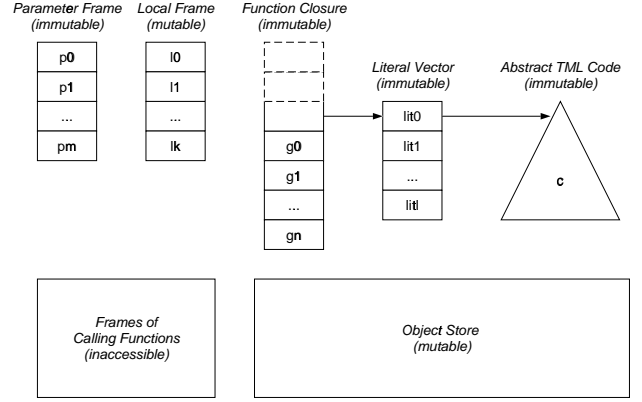 Parameter Frame
(immutable)
Local Frame
(mutable)
Function Closure
(immutable)
p0
p1
...
pm
l0
l1
...
lk
g0
g1
...
gn
Literal Vector
(immutable)
lit0
lit1
...
litl
Abstract TML Code
(immutable)
c
Frames of
Calling Functions
(inaccessible)
Object Store
(mutable)